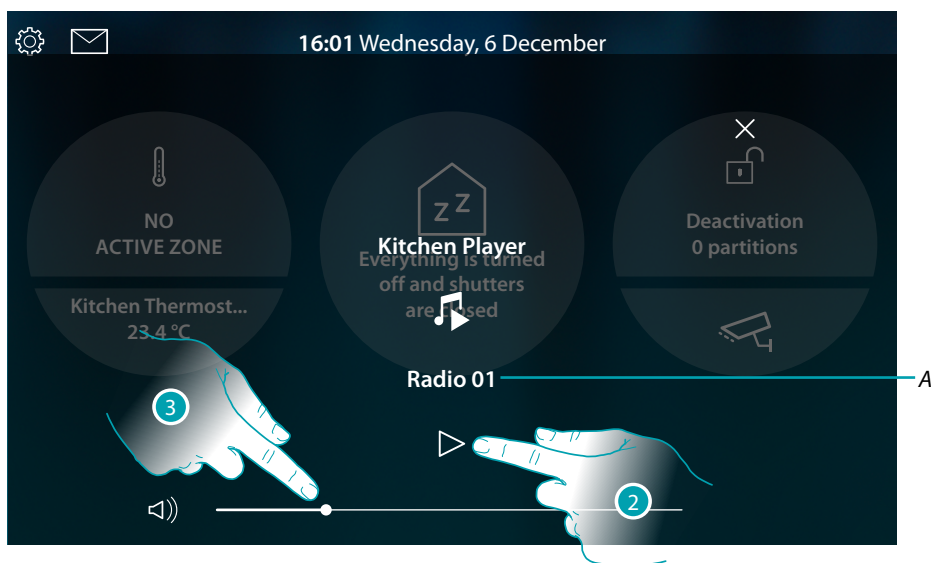 16:01 Wednesday, 6 December
NO
ACTIVE ZONE
Kitchen Thermost...
23.4 °C
zZ
Kitchen Player
Everything is turned
off and shutters
are closed
Radio 01
A
Deactivation
0 partitions
3
2